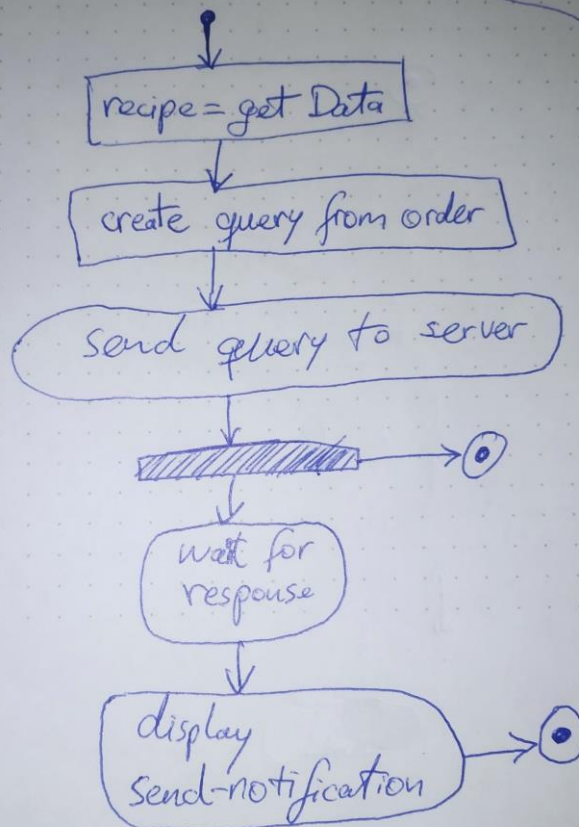 recipe = get Data
create query from order
send query to server
wait for
response
display
send-notification